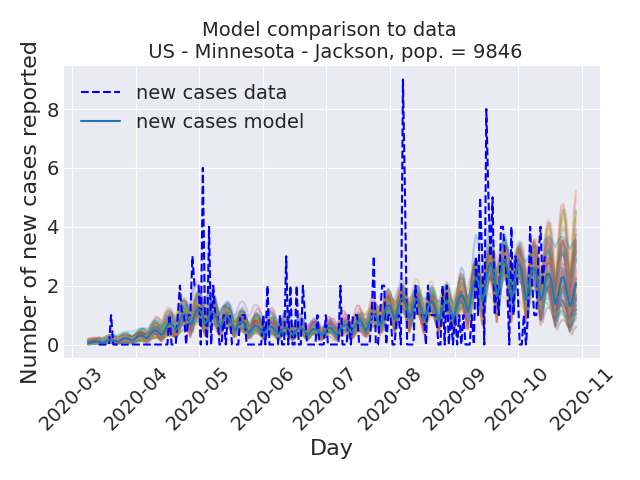 Model comparison to data
US - Minnesota - Jackson, pop. = 9846
Number of new cases reported
8
6
4
2
0
new cases data
new cases model
2020-03
2020-04
2020-05
2020-06
2020-07
2020-08
2020-09
2020-10
2020-11
Day